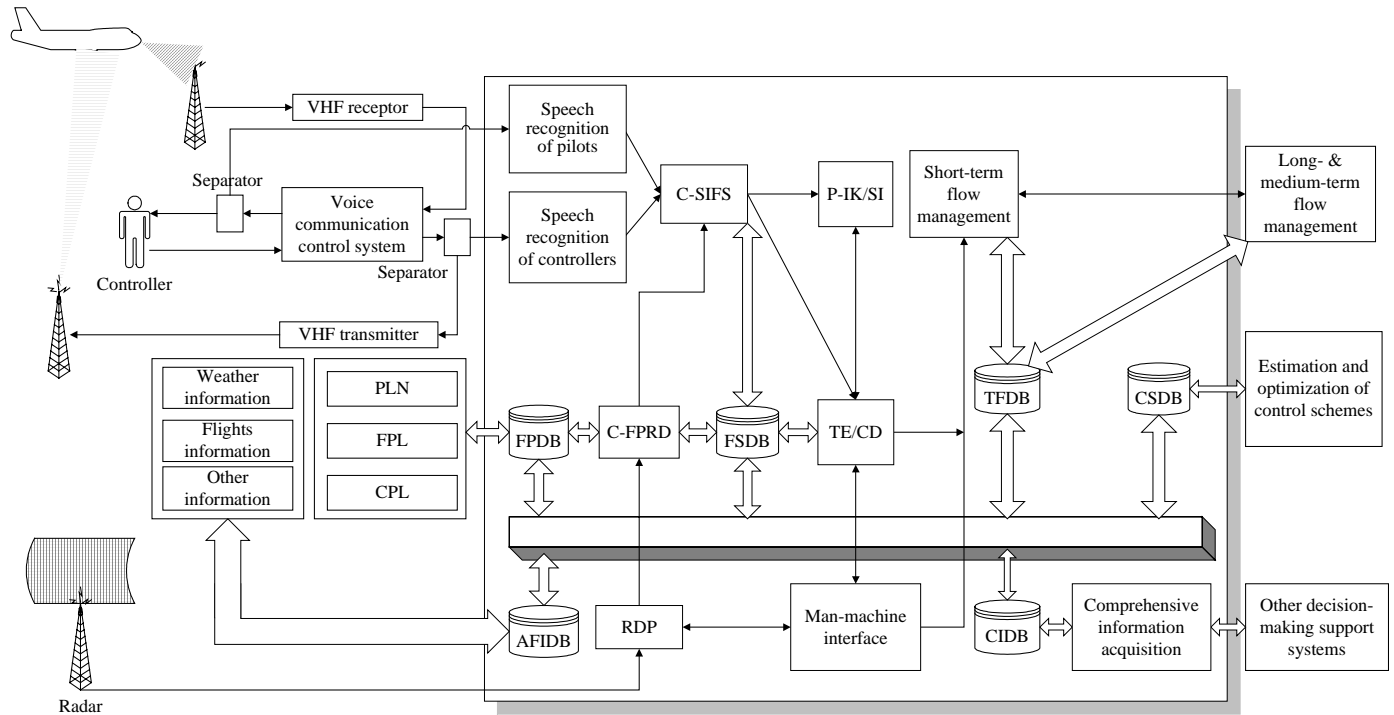 VHF receptor
Speech
recognition
of pilots
Separator
Voice
communication
control system
Controller
Separator
Speech
recognition
of controllers
C-SIFS
P-IK/SI
Short-term
flow
management
Long- &
medium-term
flow
management
VHF transmitter
Weather
information
Flights
information
Other
information
PLN
FPL
CPL
FPDB
C-FPRD
FSDB
TE/CD
TFDB
CSDB
Estimation and
optimization of
control schemes
AFIDB
RDP
Man-machine
interface
CIDB
Comprehensive
information
acquisition
Other decision-
making support
systems
Radar